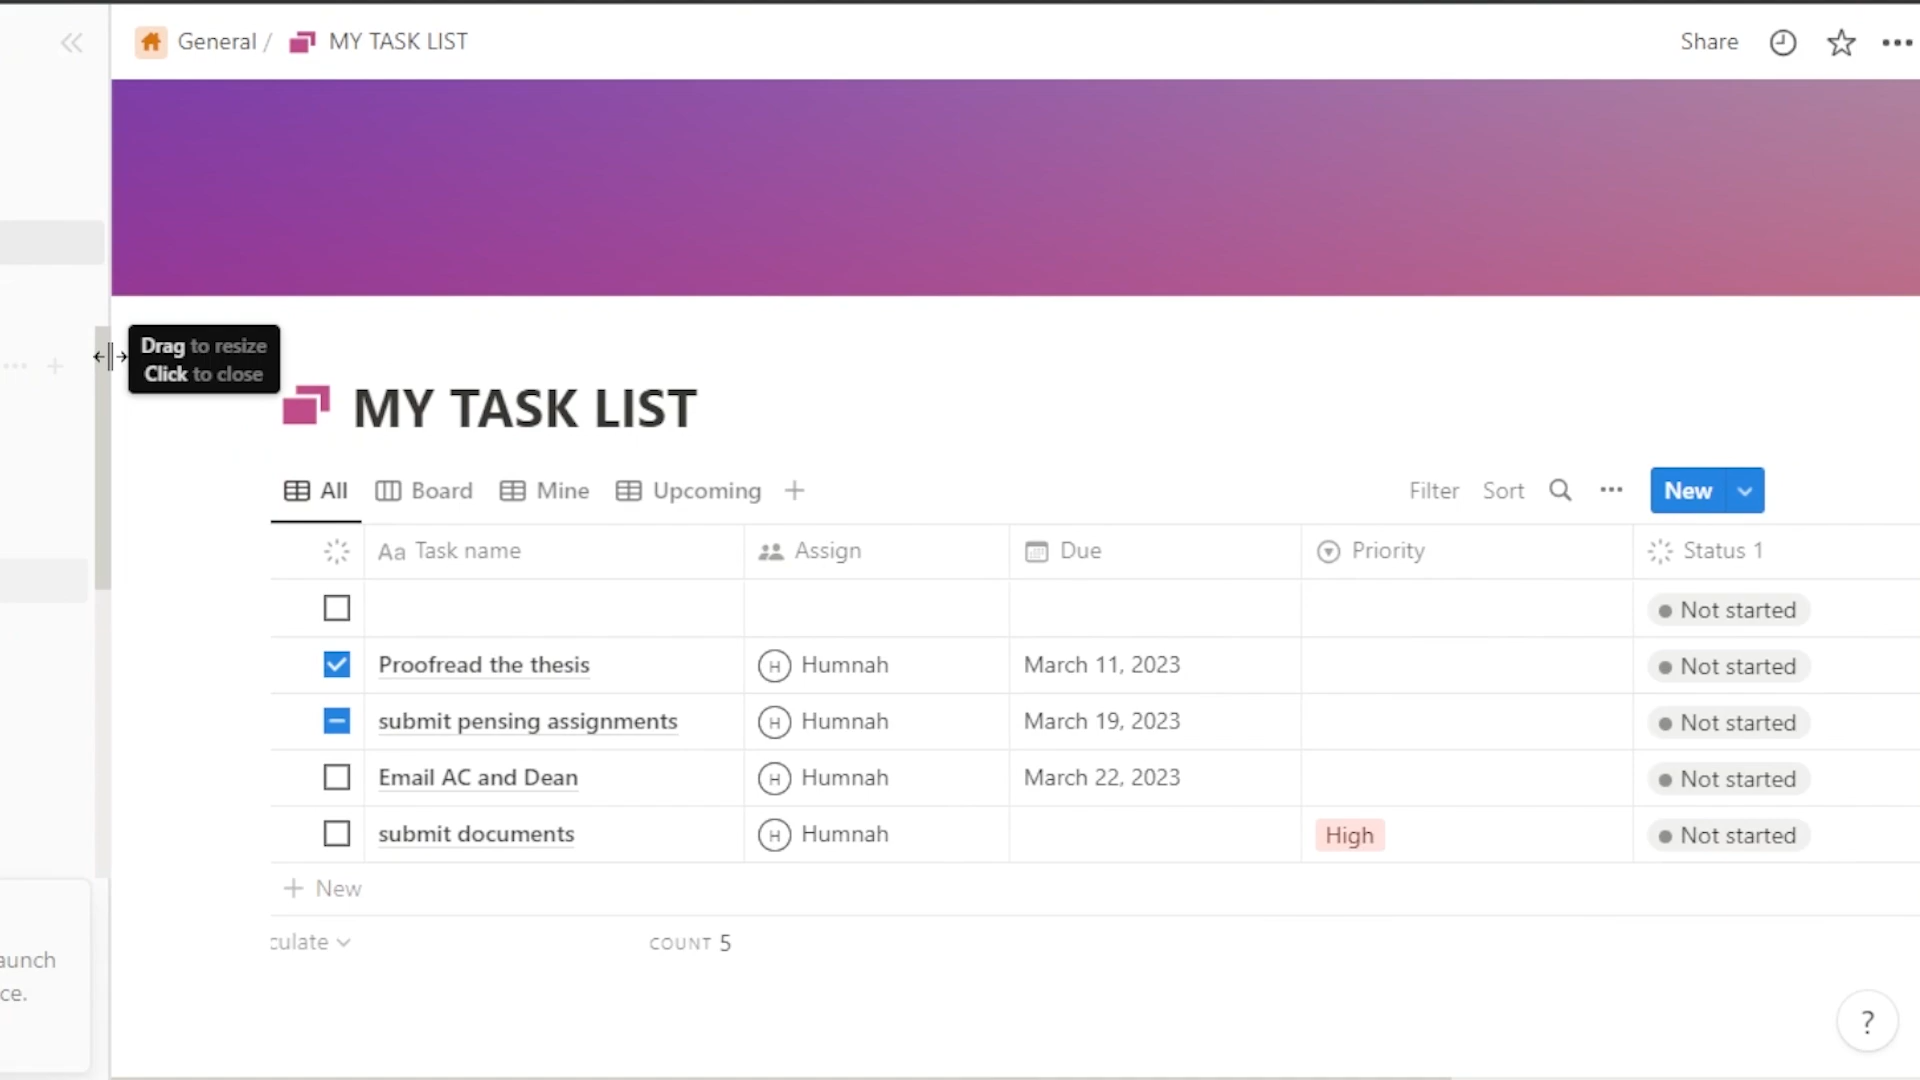 General / MY TASK LIST
Share
Drag to resize
Click to close
MY TASK LIST
All Board Mine Upcoming
Filter Sort New
Aa Task name Assign Due Priority Status 1
Not started
Proofread the thesis H Humnah March 11, 2023 Not started
submit pensing assignments H Humnah March 19, 2023 Not started
Email AC and Dean H Humnah March 22, 2023 Not started
submit documents H Humnah High Not started
+ New
culate COUNT 5
aunch
ce.
?